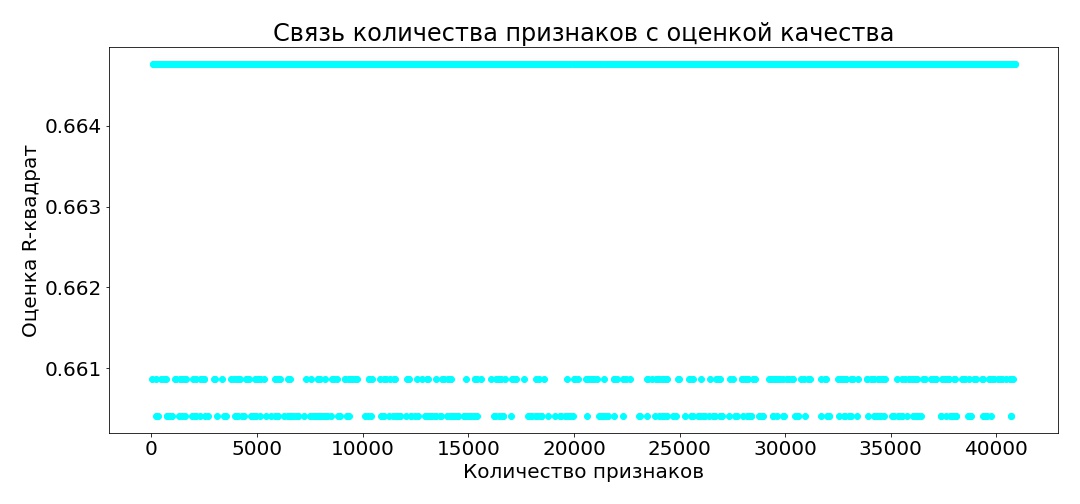 Связь количества признаков с оценкой качества
Оценка R-квадрат
0.664
0.663
0.662
0.661
0 5000 10000 15000 20000 25000 30000 35000 40000
Количество признаков